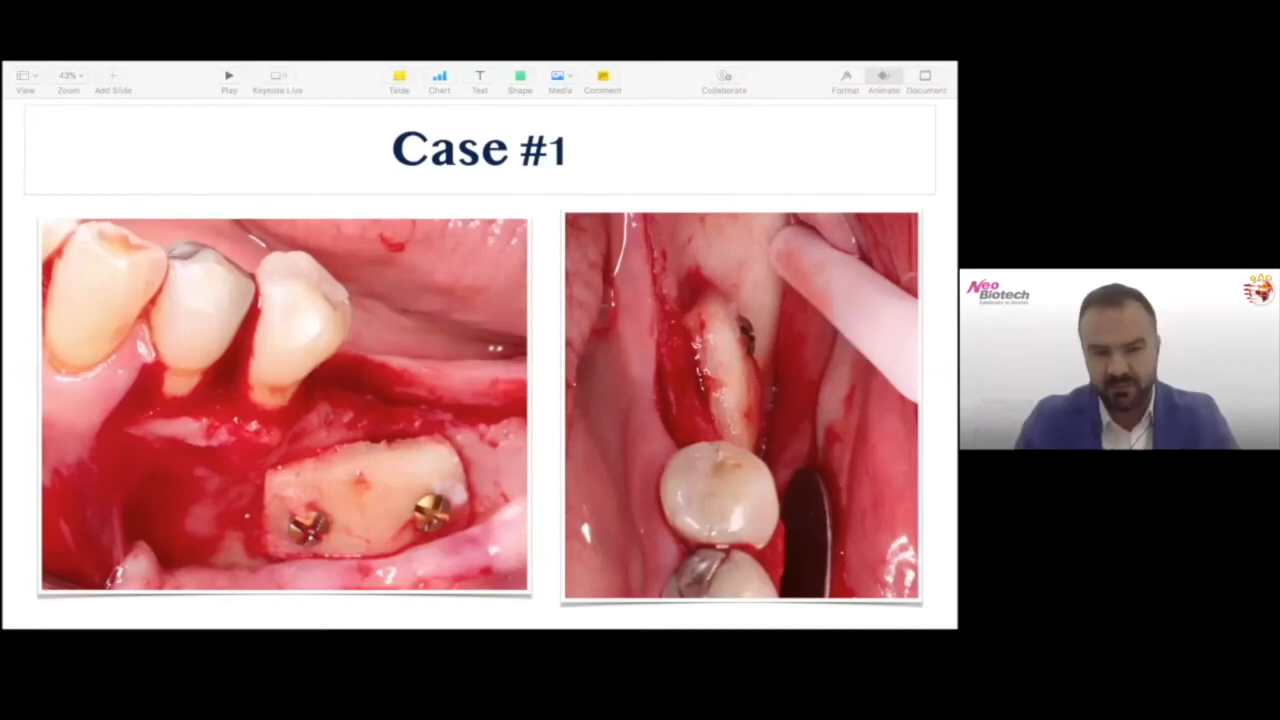 43%
View
Zoom
Add Slide
Play
Keynote Live
Table
Chart
Text
Shape
Media
Comment
Collaborate
Format
Animate
Document
Case #1
Neo
Biotech